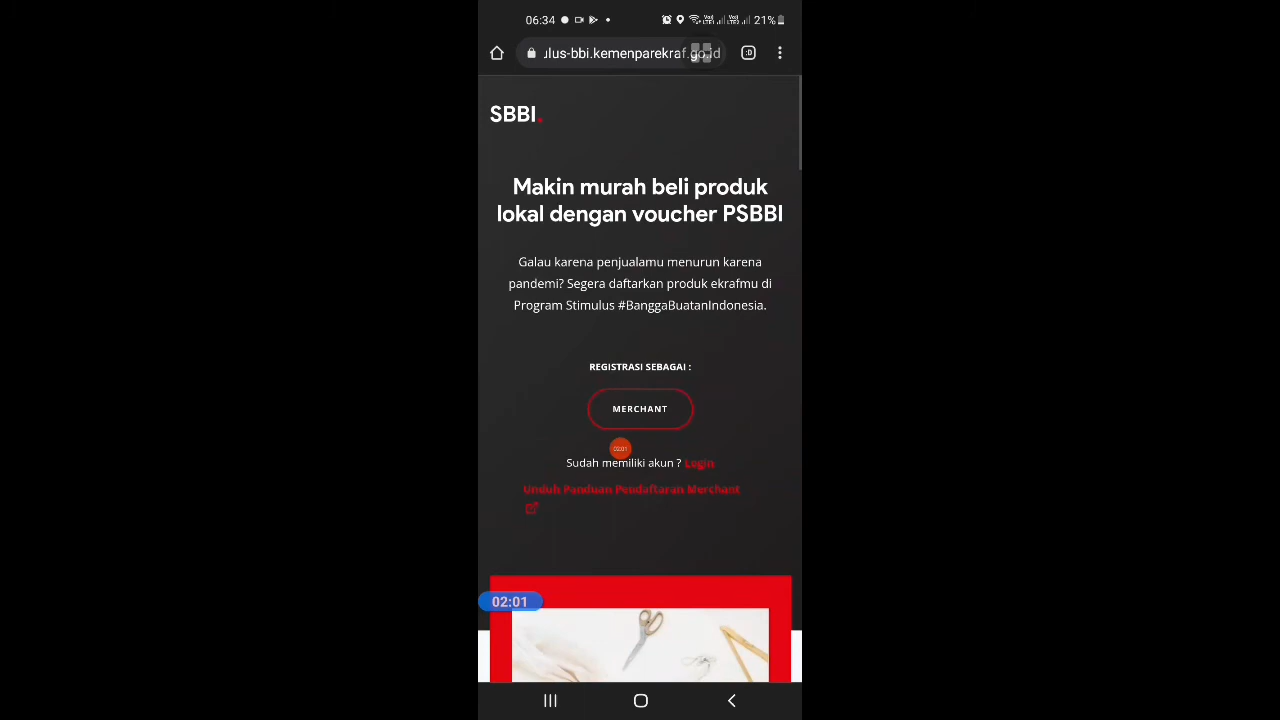 06:34
21%
ulus-bbi.kemenparekraf.go.id
:D
SBBI.
Makin murah beli produk
lokal dengan voucher PSBBI
Galau karena penjualamu menurun karena
pandemi? Segera daftarkan produk ekrafmu di
Program Stimulus #BanggaBuatanIndonesia.
REGISTRASI SEBAGAI :
MERCHANT
02:01
Sudah memiliki akun ? Login
Unduh Panduan Pendaftaran Merchant
02:01